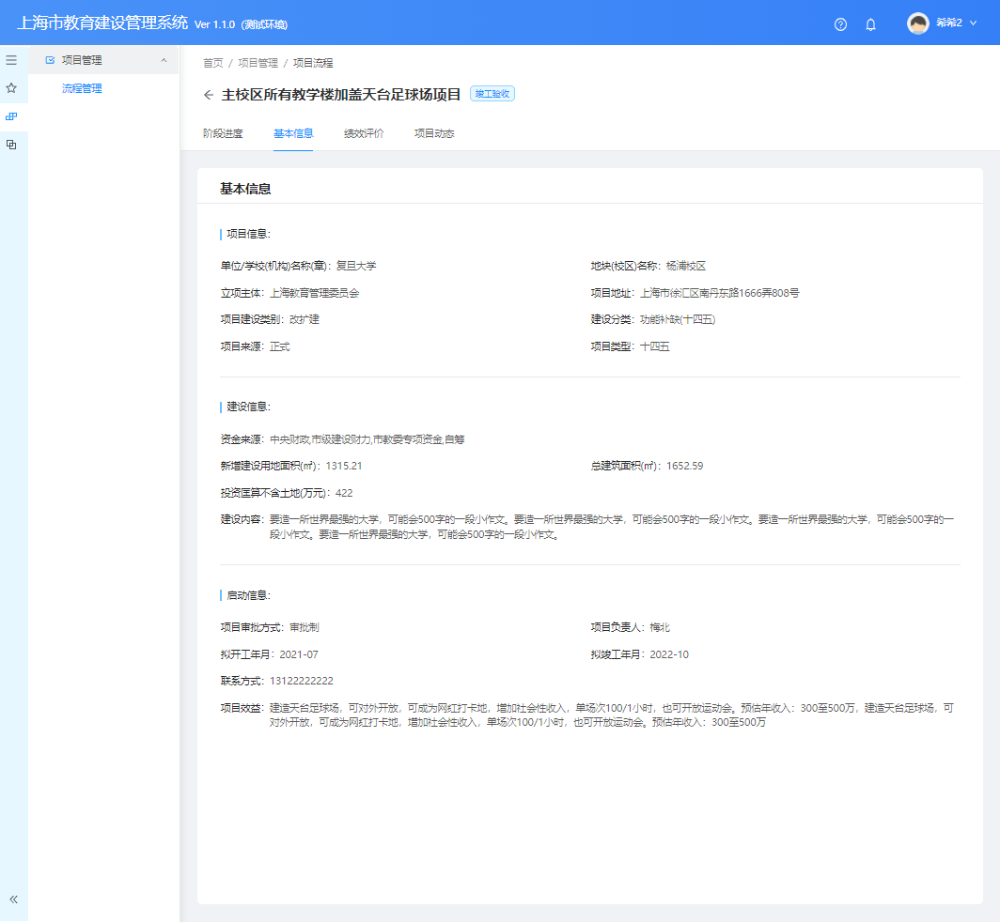 上海市教育建设管理系统 Ver 1.1.0 (测试环境)
希希2
项目管理
流程管理
首页 / 项目管理 / 项目流程
主校区所有教学楼加盖天台足球场项目 竣工验收
阶段进度 基本信息 绩效评价 项目动态
基本信息
项目信息:
单位/学校(机构)名称(章): 复旦大学 地块(校区)名称: 杨浦校区
立项主体: 上海教育管理委员会 项目地址: 上海市徐汇区南丹东路1666弄808号
项目建设类别: 改扩建 建设分类: 功能补缺(十四五)
项目来源: 正式 项目类型: 十四五
建设信息:
资金来源: 中央财政,市级建设财力,市教委专项资金,自筹
新增建设用地面积(㎡): 1315.21 总建筑面积(㎡): 1652.59
投资匡算不含土地(万元): 422
建设内容: 要造一所世界最强的大学，可能会500字的一段小作文。要造一所世界最强的大学，可能会500字的一段小作文。要造一所世界最强的大学，可能会500字的一
段小作文。要造一所世界最强的大学，可能会500字的一段小作文。
启动信息:
项目审批方式: 审批制 项目负责人: 梅北
拟开工年月: 2021-07 拟竣工年月: 2022-10
联系方式: 13122222222
项目效益: 建造天台足球场，可对外开放，可成为网红打卡地，增加社会性收入，单场次100/1小时，也可开放运动会。预估年收入：300至500万，建造天台足球场，可
对外开放，可成为网红打卡地，增加社会性收入，单场次100/1小时，也可开放运动会。预估年收入：300至500万